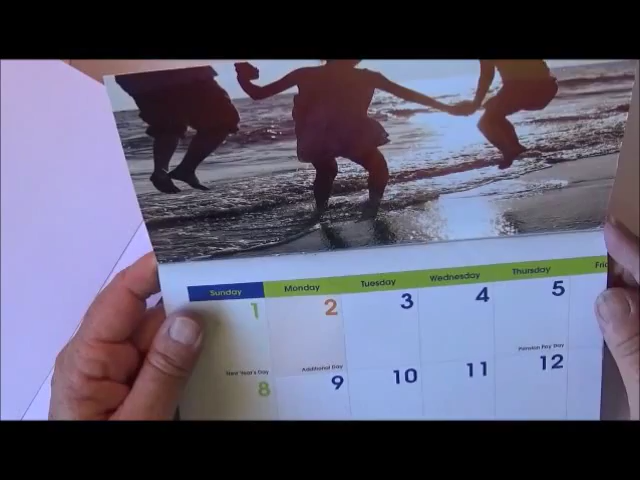 Sunday Monday Tuesday Wednesday Thursday
1 2 3 4 5
New Year's Day Additional Day Pension Pay Day
8 9 10 11 12